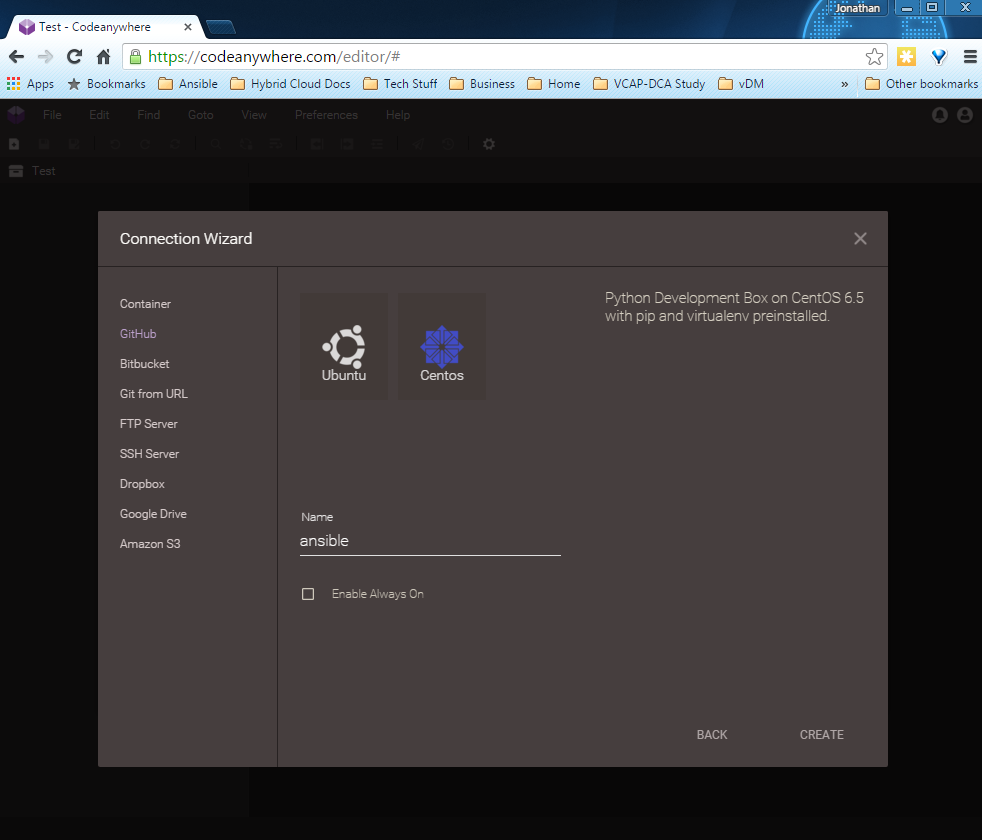 Jonathan
Test - Codeanywhere
https://codeanywhere.com/editor/#
Apps Bookmarks Ansible Hybrid Cloud Docs Tech Stuff Business Home VCAP-DCA Study vDM » Other bookmarks
File Edit Find Goto View Preferences Help
Test
Connection Wizard
Container
GitHub
Bitbucket
Git from URL
FTP Server
SSH Server
Dropbox
Google Drive
Amazon S3
Ubuntu
Centos
Python Development Box on CentOS 6.5
with pip and virtualenv preinstalled.
Name
ansible
Enable Always On
BACK CREATE